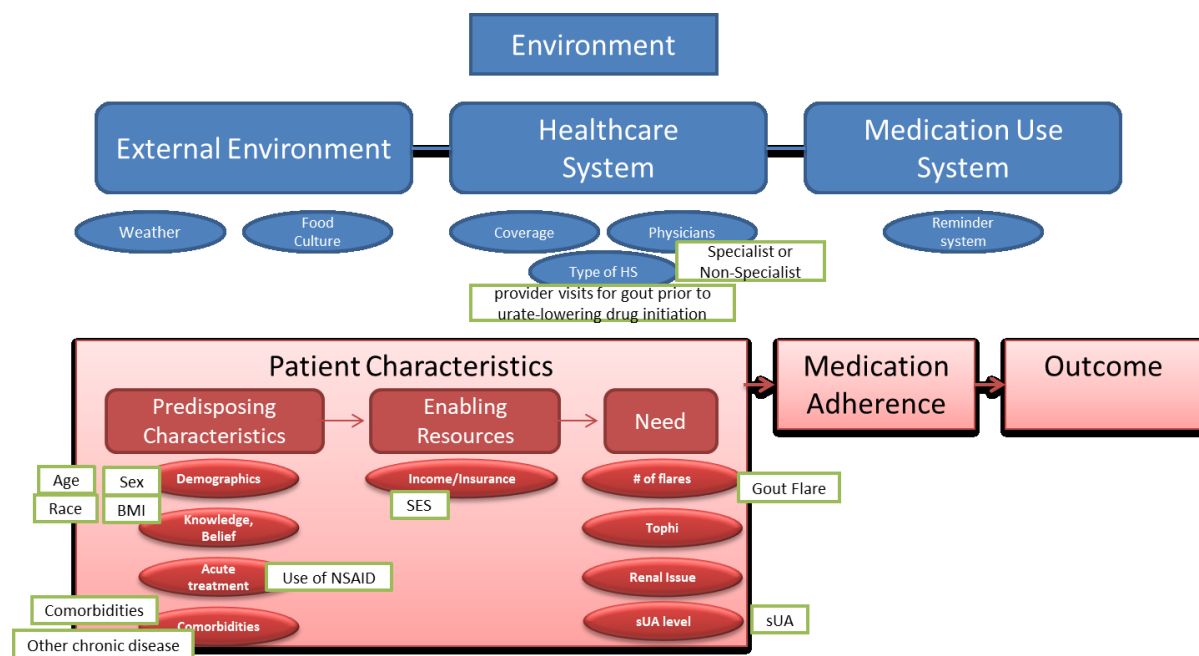 Environment
External Environment
Healthcare
System
Medication Use
System
Weather
Food
Culture
Coverage
Physicians
Reminder
system
Type of HS
Specialist or
Non-Specialist
provider visits for gout prior to
urate-lowering drug initiation
Patient Characteristics
Medication
Adherence
Outcome
Predisposing
Characteristics
Enabling
Resources
Need
Age
Sex
Demographics
Income/Insurance
# of flares
Gout Flare
Race
BMI
SES
Knowledge,
Belief
Tophi
Acute
treatment
Use of NSAID
Renal Issue
Comorbidities
Comorbidities
sUA level
sUA
Other chronic disease